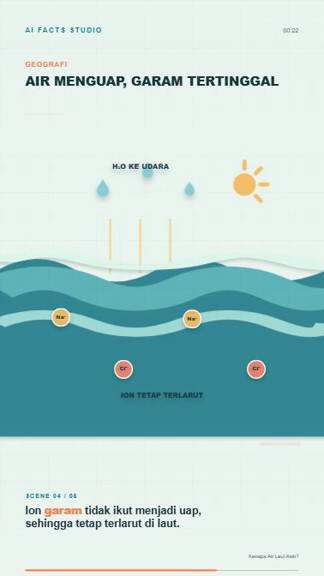 AI FACTS STUDIO
00:22
GEOGRAFI
AIR MENGUAP, GARAM TERTINGGAL
H₂O KE UDARA
Na⁺
Na⁺
Cl⁻
Cl⁻
ION TETAP TERLARUT
SCENE 04 / 06
Ion garam tidak ikut menjadi uap,
sehingga tetap terlarut di laut.
Kenapa Air Laut Asin?